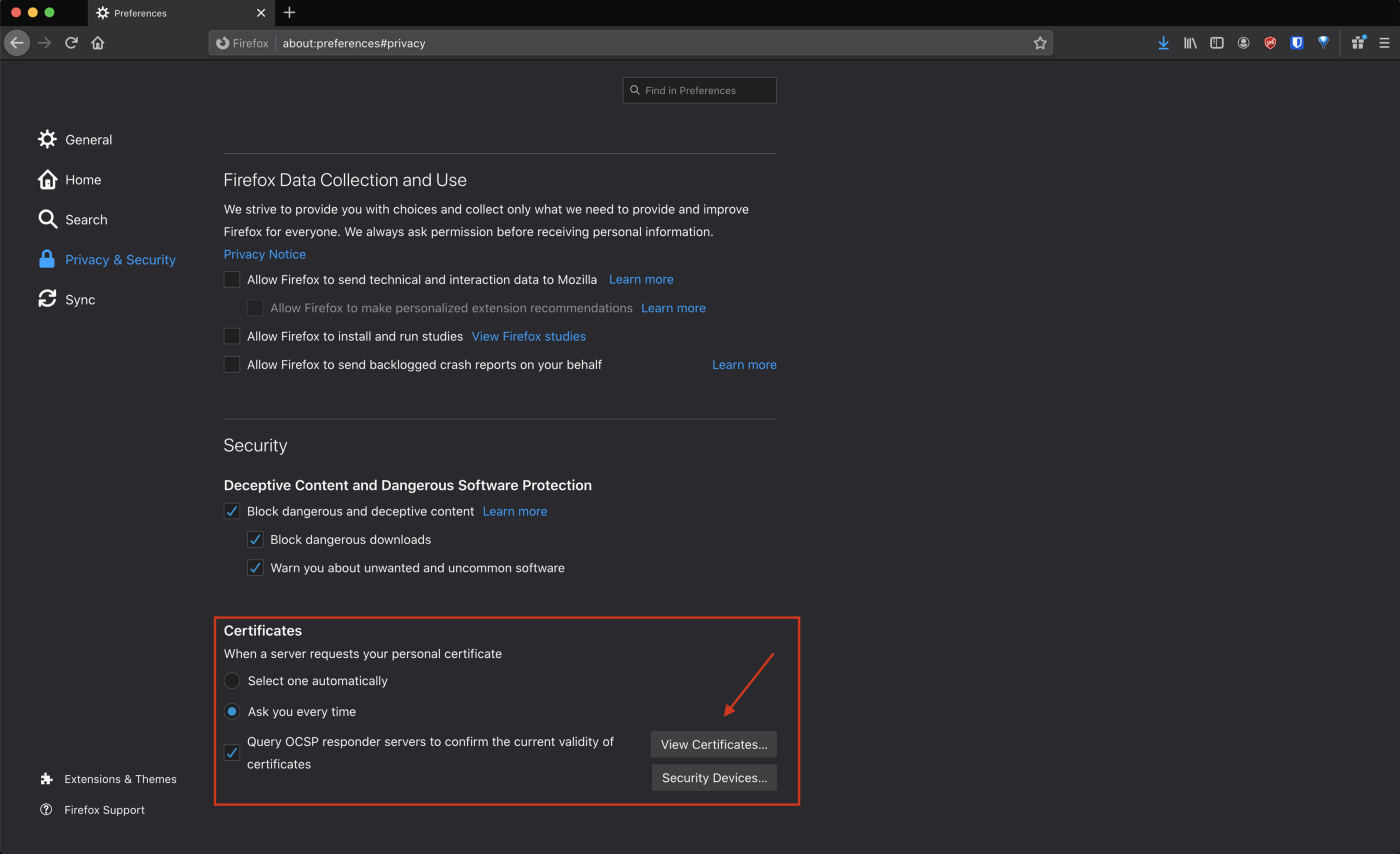 Preferences
Firefox
about:preferences#privacy
Find in Preferences
General
Home
Search
Privacy & Security
Sync
Extensions & Themes
Firefox Support
Firefox Data Collection and Use
We strive to provide you with choices and collect only what we need to provide and improve
Firefox for everyone. We always ask permission before receiving personal information.
Privacy Notice
Allow Firefox to send technical and interaction data to Mozilla Learn more
Allow Firefox to make personalized extension recommendations Learn more
Allow Firefox to install and run studies View Firefox studies
Allow Firefox to send backlogged crash reports on your behalf Learn more
Security
Deceptive Content and Dangerous Software Protection
Block dangerous and deceptive content Learn more
Block dangerous downloads
Warn you about unwanted and uncommon software
Certificates
When a server requests your personal certificate
Select one automatically
Ask you every time
Query OCSP responder servers to confirm the current validity of
certificates
View Certificates...
Security Devices...